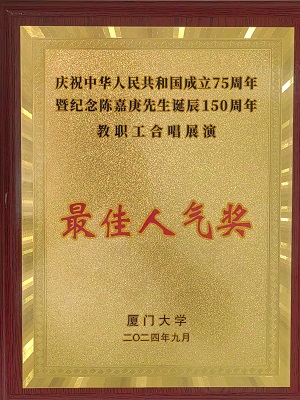 庆祝中华人民共和国成立75周年
暨纪念陈嘉庚先生诞辰150周年
教职工合唱展演
最佳人气奖
厦门大学
二〇二四年九月